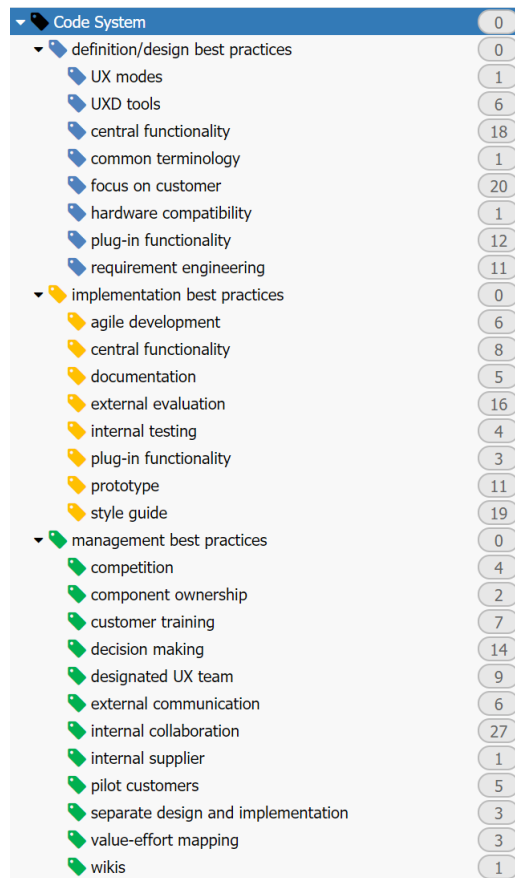 Code System 0
definition/design best practices 0
UX modes 1
UXD tools 6
central functionality 18
common terminology 1
focus on customer 20
hardware compatibility 1
plug-in functionality 12
requirement engineering 11
implementation best practices 0
agile development 6
central functionality 8
documentation 5
external evaluation 16
internal testing 4
plug-in functionality 3
prototype 11
style guide 19
management best practices 0
competition 4
component ownership 2
customer training 7
decision making 14
designated UX team 9
external communication 6
internal collaboration 27
internal supplier 1
pilot customers 5
separate design and implementation 3
value-effort mapping 3
wikis 1